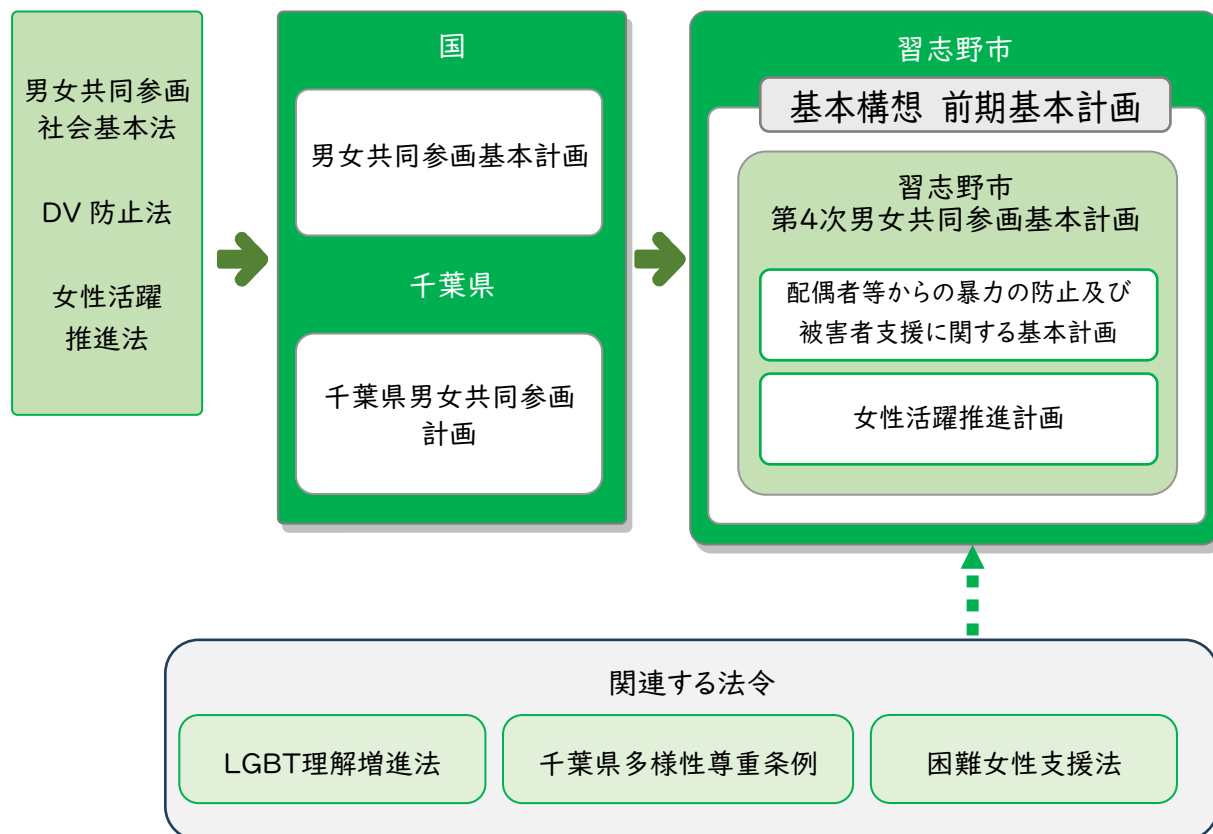 男女共同参画
社会基本法
DV 防止法
女性活躍
推進法
国
男女共同参画基本計画
千葉県
千葉県男女共同参画
計画
習志野市
基本構想 前期基本計画
習志野市
第4次男女共同参画基本計画
配偶者等からの暴力の防止及び
被害者支援に関する基本計画
女性活躍推進計画
関連する法令
LGBT理解増進法
千葉県多様性尊重条例
困難女性支援法